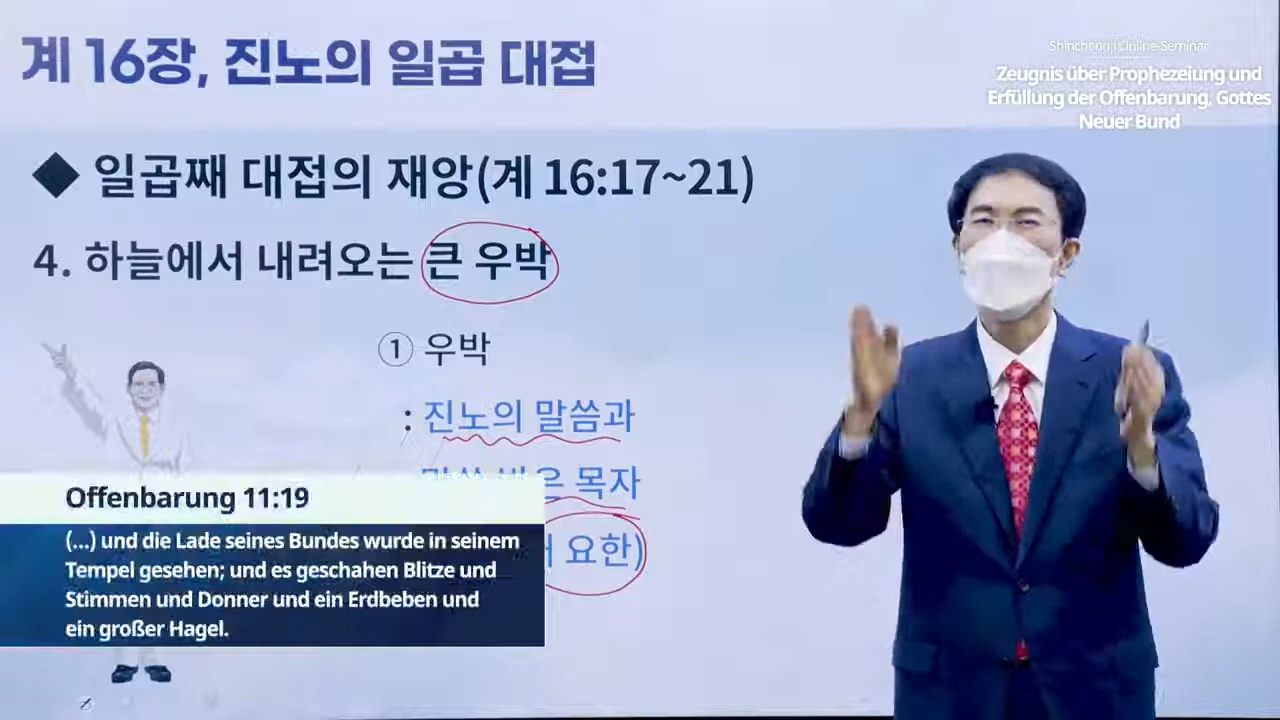 계 16장, 진노의 일곱 대접
Shincheonji Online-Seminar
Zeugnis über Prophezeiung und
Erfüllung der Offenbarung, Gottes
Neuer Bund
◆ 일곱째 대접의 재앙(계 16:17~21)
4. 하늘에서 내려오는 큰 우박
① 우박
: 진노의 말씀과
목자
요한)
Offenbarung 11:19
(...) und die Lade seines Bundes wurde in seinem
Tempel gesehen; und es geschahen Blitze und
Stimmen und Donner und ein Erdbeben und
ein großer Hagel.